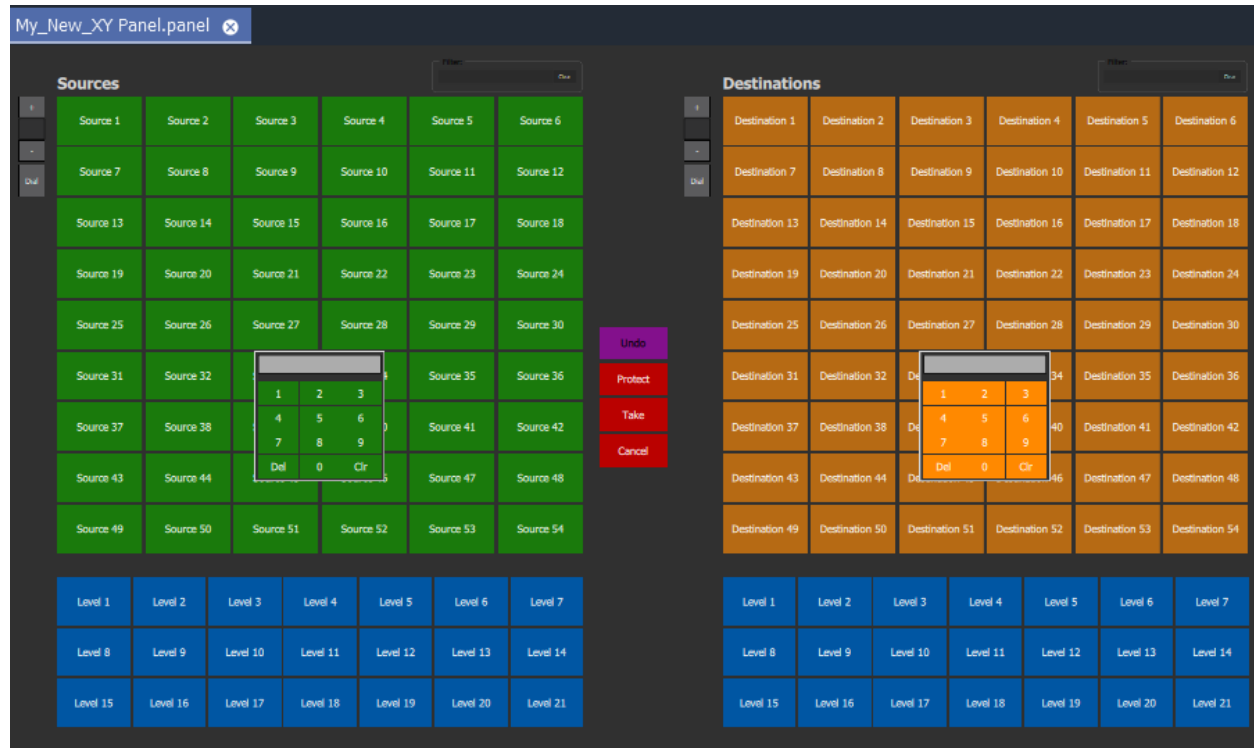 My_New_XY Panel.panel
Filter:
Clear
Sources
Filter:
Clear
Destinations
+
-
Dial
Source 1 Source 2 Source 3 Source 4 Source 5 Source 6
Source 7 Source 8 Source 9 Source 10 Source 11 Source 12
Source 13 Source 14 Source 15 Source 16 Source 17 Source 18
Source 19 Source 20 Source 21 Source 22 Source 23 Source 24
Source 25 Source 26 Source 27 Source 28 Source 29 Source 30
Source 31 Source 32 Source 35 Source 36
Source 37 Source 38 Source 41 Source 42
Source 43 Source 44 Source 47 Source 48
Source 49 Source 50 Source 51 Source 52 Source 53 Source 54
1 2 3
4 5 6
7 8 9
Del 0 Clr
Level 1 Level 2 Level 3 Level 4 Level 5 Level 6 Level 7
Level 8 Level 9 Level 10 Level 11 Level 12 Level 13 Level 14
Level 15 Level 16 Level 17 Level 18 Level 19 Level 20 Level 21
Undo
Protect
Take
Cancel
+
-
Dial
Destination 1 Destination 2 Destination 3 Destination 4 Destination 5 Destination 6
Destination 7 Destination 8 Destination 9 Destination 10 Destination 11 Destination 12
Destination 13 Destination 14 Destination 15 Destination 16 Destination 17 Destination 18
Destination 19 Destination 20 Destination 21 Destination 22 Destination 23 Destination 24
Destination 25 Destination 26 Destination 27 Destination 28 Destination 29 Destination 30
Destination 31 Destination 32 De 34 Destination 35 Destination 36
Destination 37 Destination 38 De 40 Destination 41 Destination 42
Destination 43 Destination 44 De 46 Destination 47 Destination 48
Destination 49 Destination 50 Destination 51 Destination 52 Destination 53 Destination 54
1 2 3
4 5 6
7 8 9
Del 0 Clr
Level 1 Level 2 Level 3 Level 4 Level 5 Level 6 Level 7
Level 8 Level 9 Level 10 Level 11 Level 12 Level 13 Level 14
Level 15 Level 16 Level 17 Level 18 Level 19 Level 20 Level 21